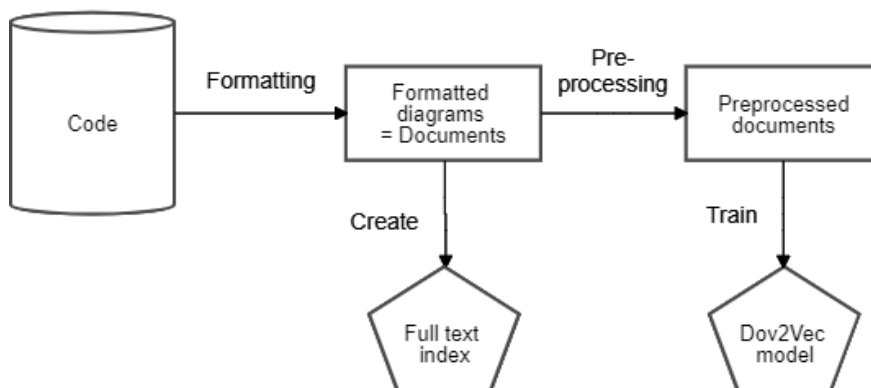 Formatting
Pre-
processing
Code
Formatted
diagrams
= Documents
Preprocessed
documents
Create
Train
Full text
index
Dov2Vec
model